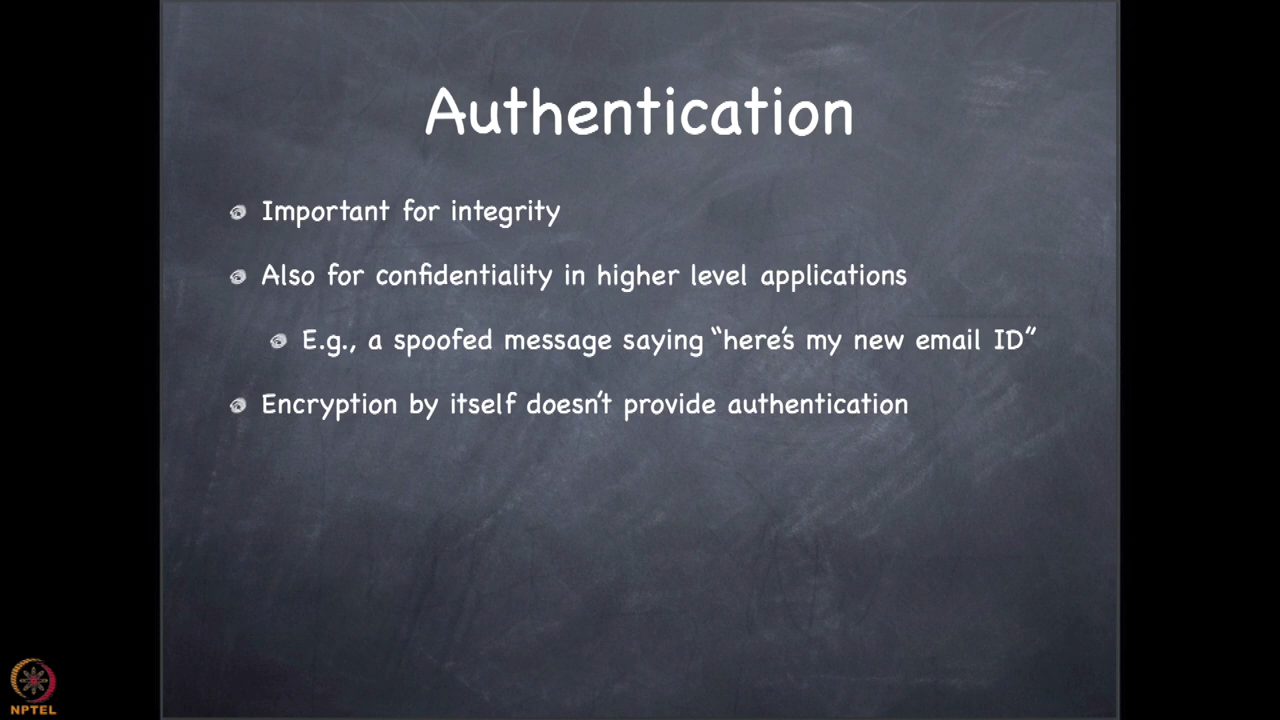 Authentication
Important for integrity
Also for confidentiality in higher level applications
E.g., a spoofed message saying “here’s my new email ID”
Encryption by itself doesn’t provide authentication
NPTEL